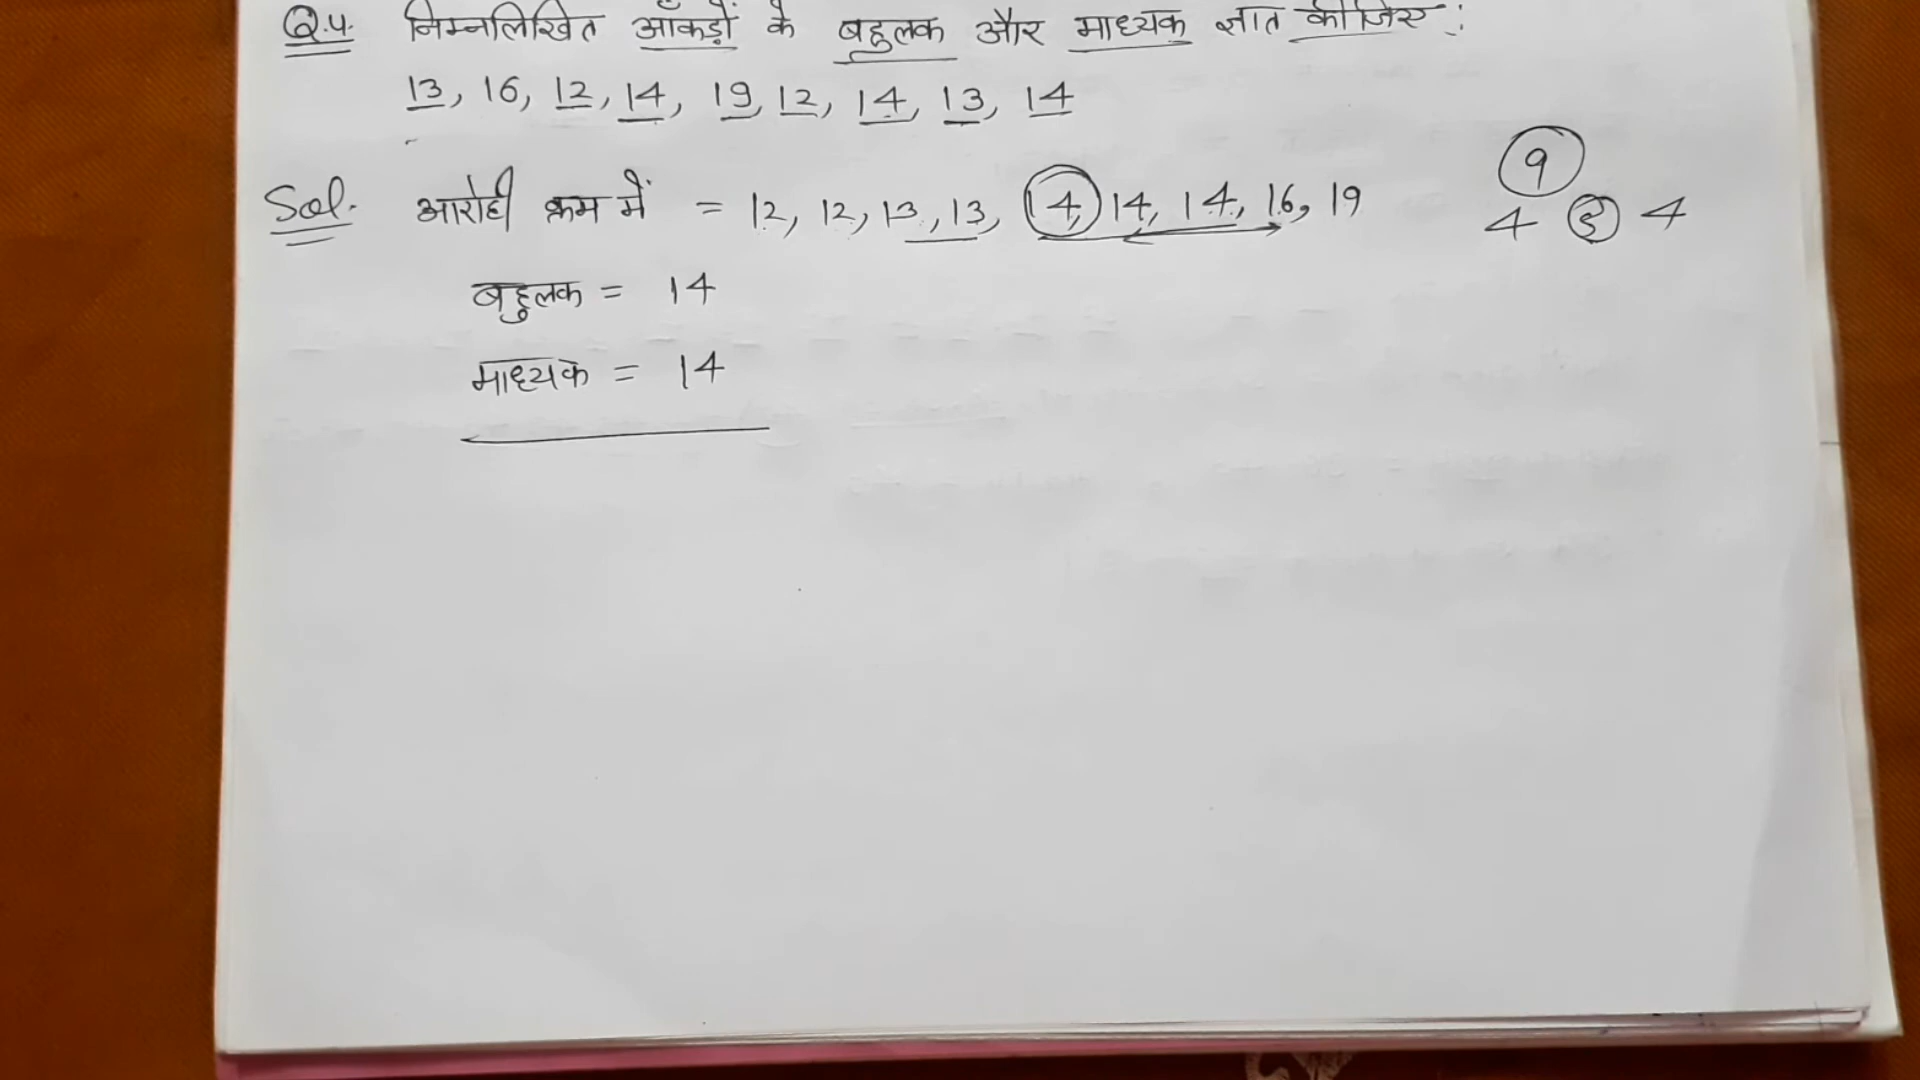 Q.५. निम्नलिखित आँकड़ों के बहुलक और माध्यक ज्ञात कीजिए :
13, 16, 12, 14, 19, 12, 14, 13, 14
Sol. आरोही क्रम में = 12, 12, 13, 13, 14, 14, 14, 16, 19
9
4 5 4
बहुलक = 14
माध्यक = 14